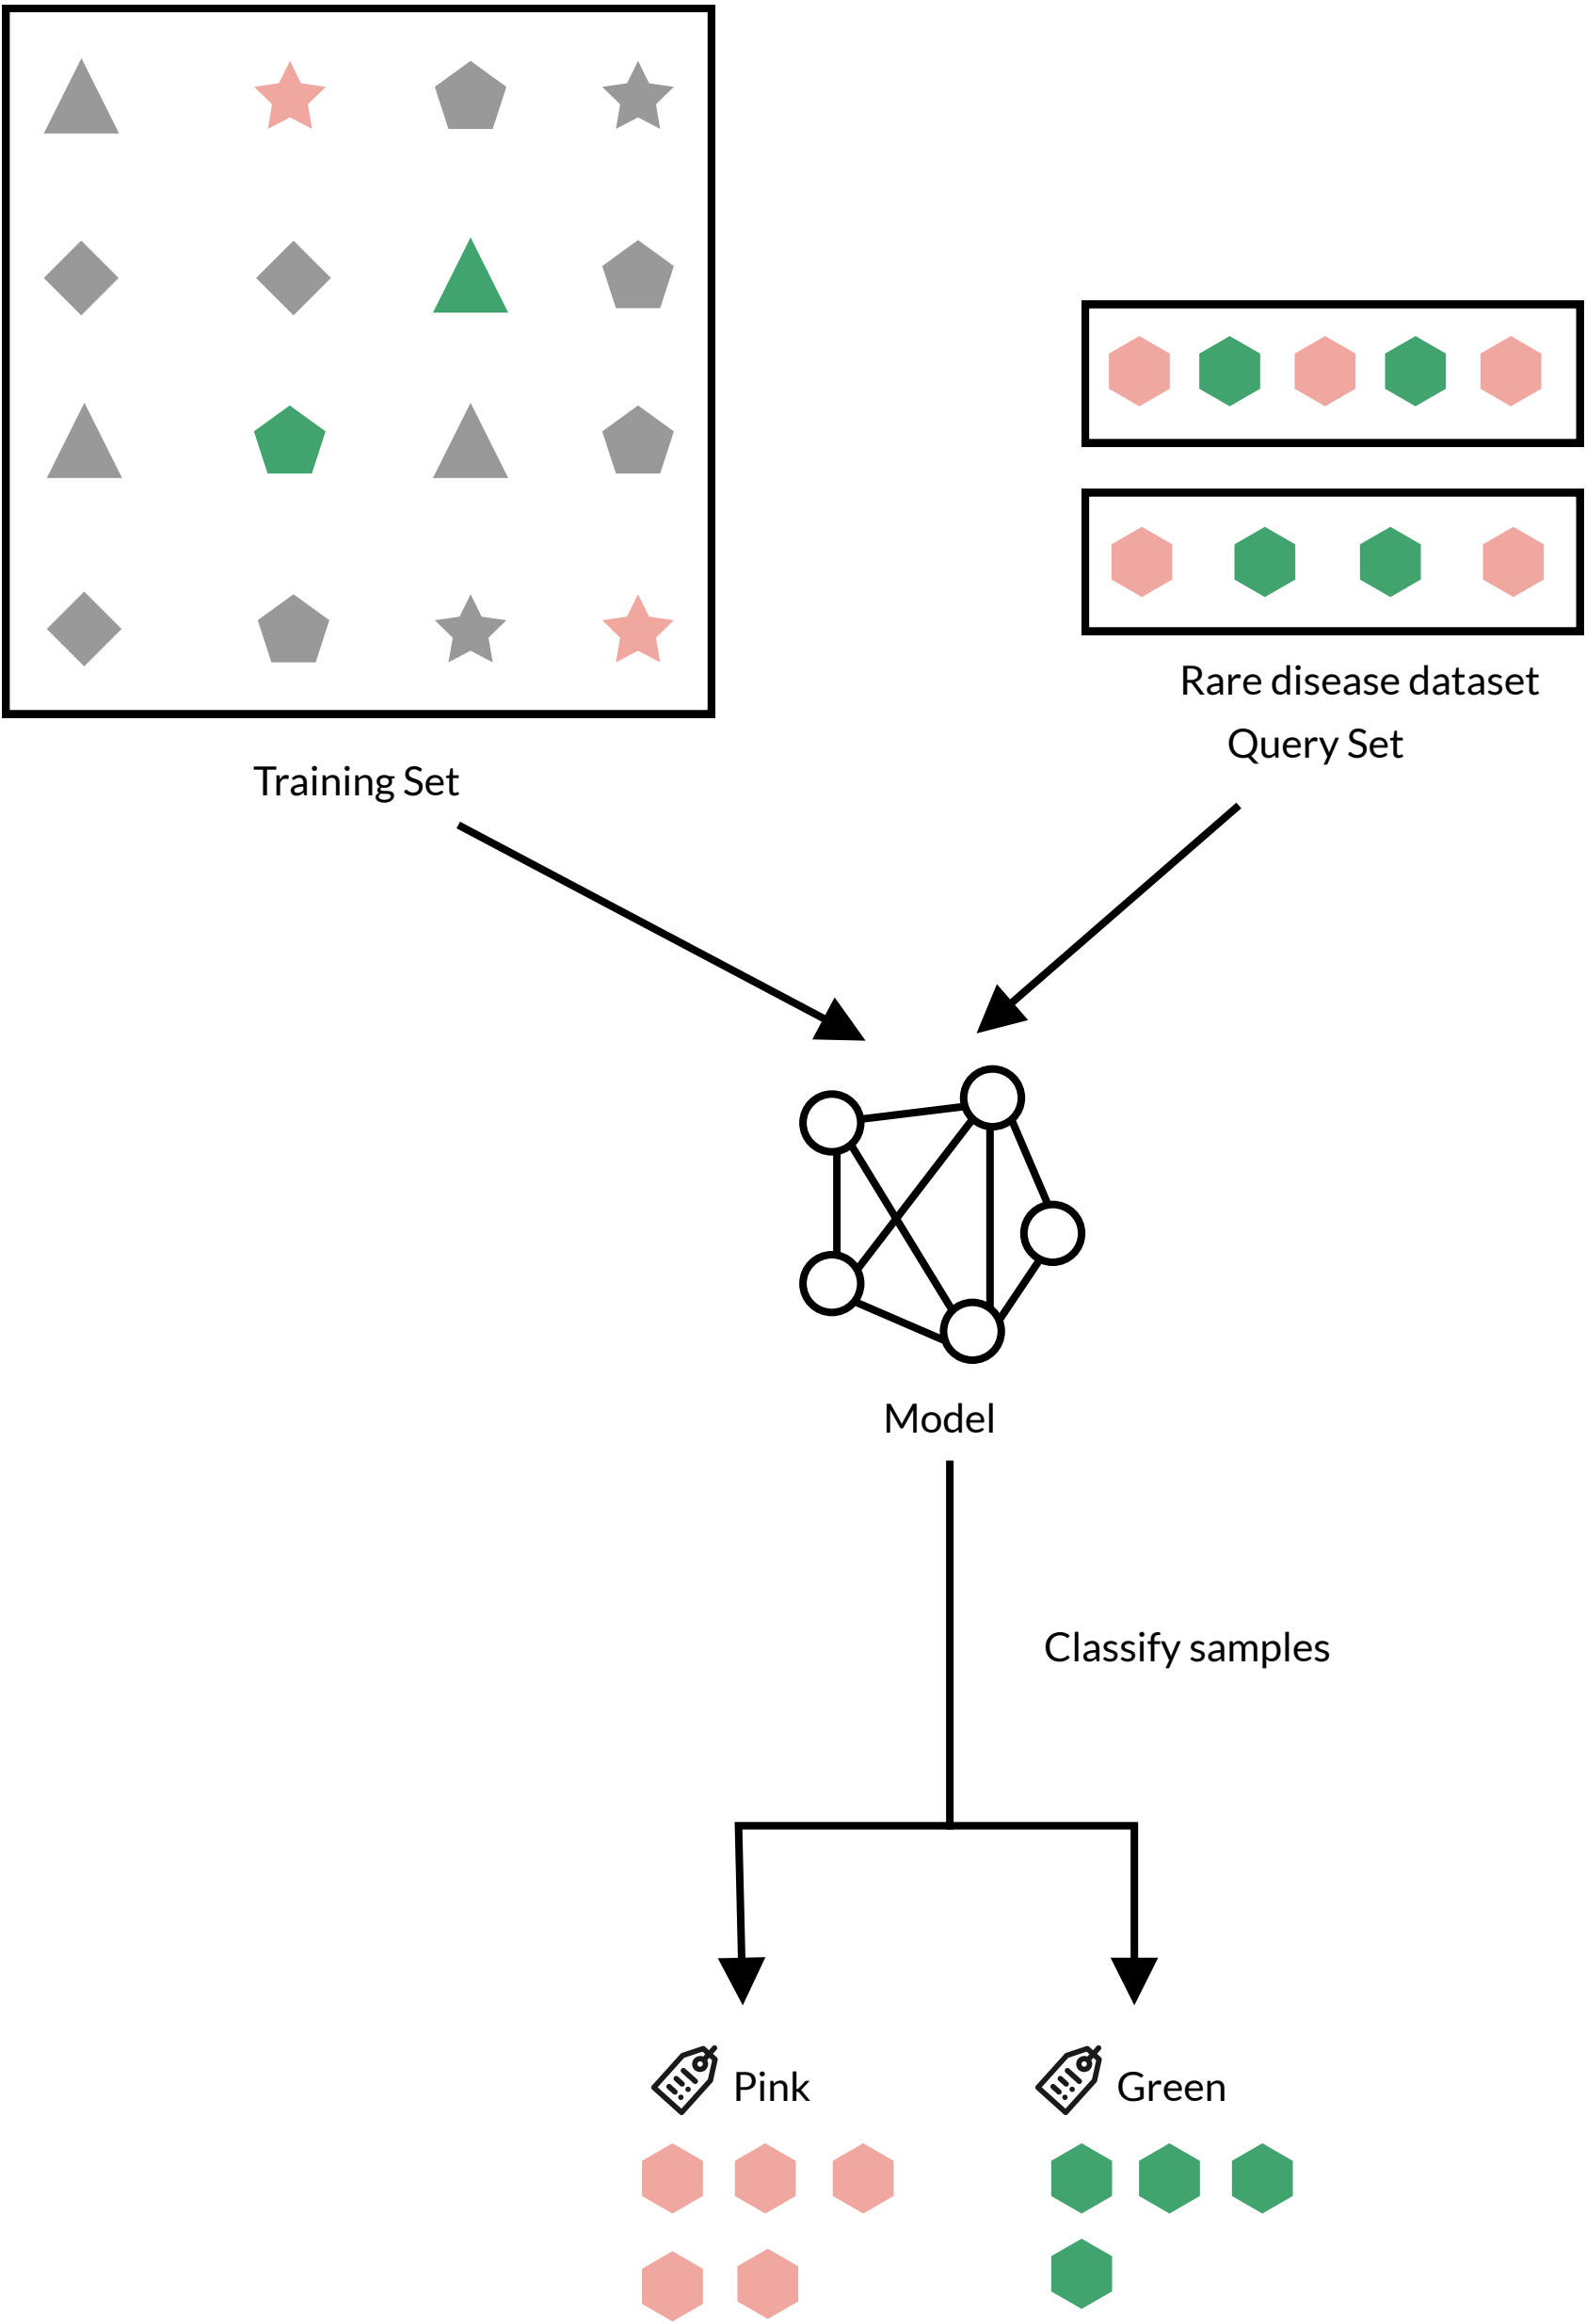 Rare disease dataset
Query Set
Training Set
Model
Classify samples
Pink
Green